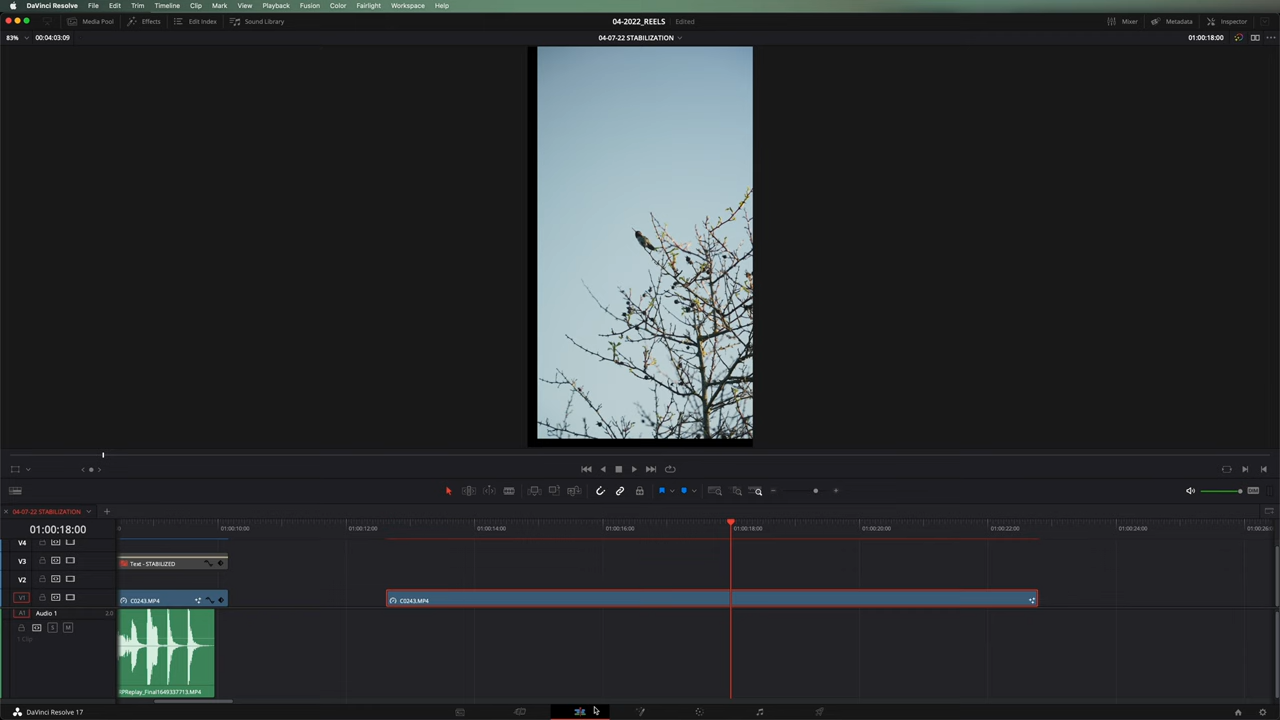 DaVinci Resolve File Edit Trim Timeline Clip Mark View Playback Fusion Color Fairlight Workspace Help
Media Pool Effects Edit Index Sound Library 04-2022_REELS Edited Mixer Metadata Inspector
83% 00:04:03:09 04-07-22 STABILIZATION 01:00:18:00
04-07-22 STABILIZATION
01:00:18:00 01:00:10:00 01:00:12:00 01:00:14:00 01:00:16:00 01:00:18:00 01:00:20:00 01:00:22:00 01:00:24:00
V4
V3 Text - STABILIZED
V2
V1 C0243.MP4 C0243.MP4
A1 Audio 1 2.0
S M
1 Clip
RPReplay_Final1649337713.MP4
DaVinci Resolve 17